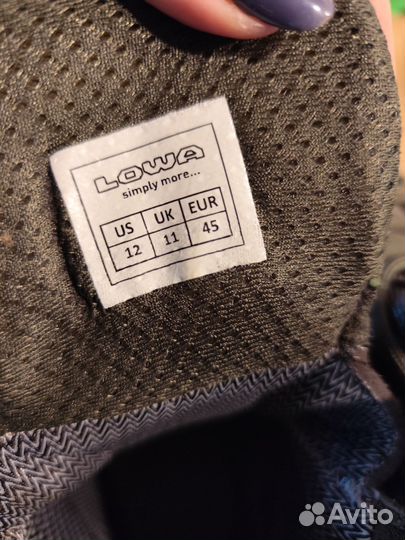 LOWA
simply more...
US UK EUR
12 11 45
Avito